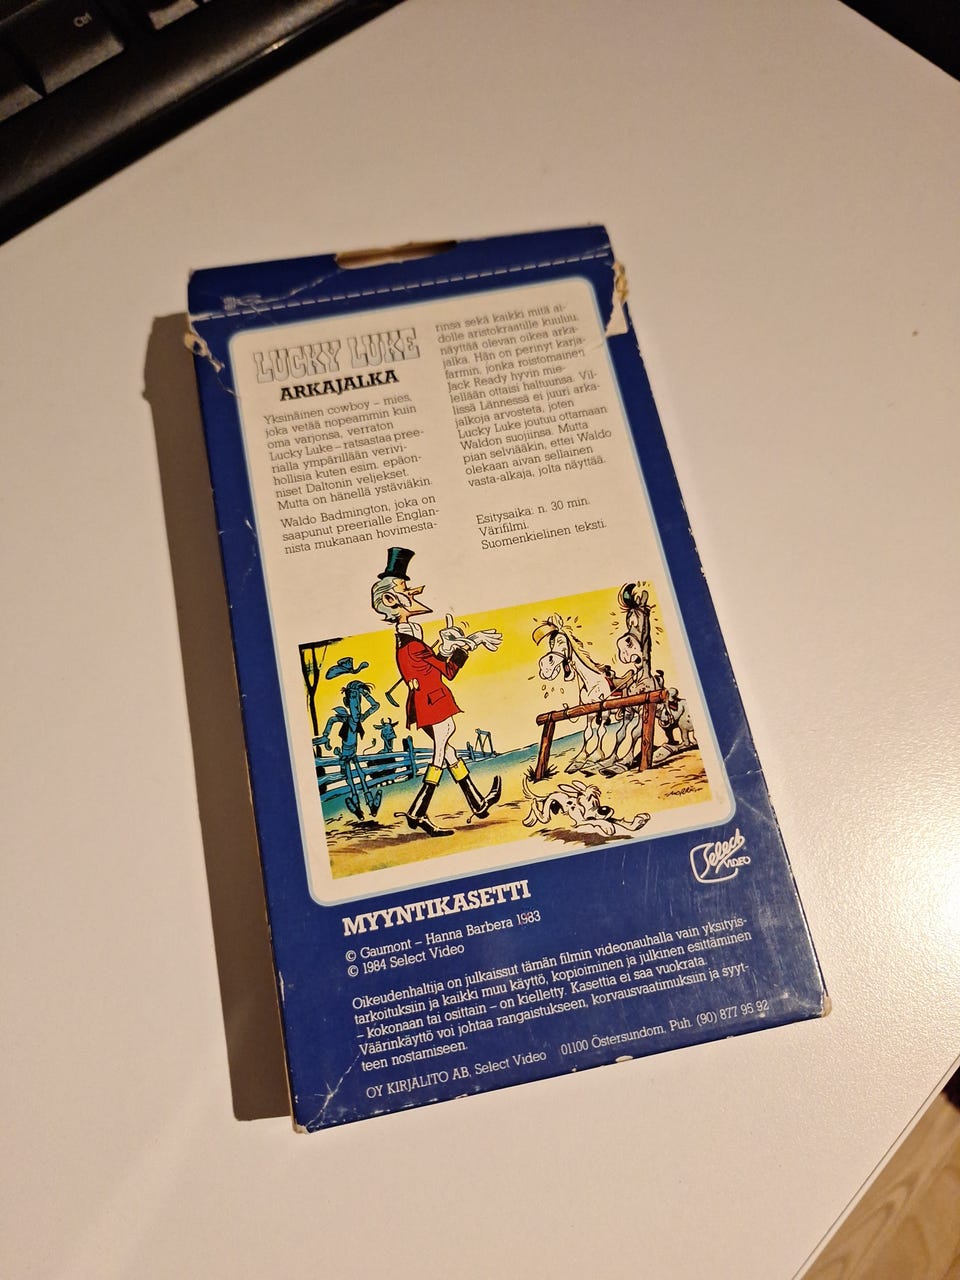 Ctrl
LUCKY LUKE
ARKAJALKA
Yksinäinen cowboy – mies,
joka vetää nopeammin kuin
oma varjonsa, verraton
Lucky Luke – ratsastaa pree-
rialla ympärillään verivi-
hollisia kuten esim. epäon-
niset Daltonin veljekset.
Mutta on hänellä ystäviäkin.
Waldo Badmington, joka on
saapunut preerialle Englan-
nista mukanaan hovimesta-
rinsa sekä kaikki mitä ai-
dolle aristokraatille kuuluu,
näyttää olevan oikea arka-
jalka. Hän on perinyt karja-
farmin, jonka roistomainen
Jack Ready hyvin mie-
lellään ottaisi haltuunsa. Vil-
lissä Lännessä ei juuri arka-
jalkoja arvosteta, joten
Lucky Luke joutuu ottamaan
Waldon suojiinsa. Mutta
pian selviääkin, ettei Waldo
olekaan aivan sellainen
vasta-alkaja, jolta näyttää.
Esitysaika: n. 30 min.
Värifilmi.
Suomenkielinen teksti.
MORRIS
Select
VIDEO
MYYNTIKASETTI
© Gaumont – Hanna Barbera 1983
© 1984 Select Video
Oikeudenhaltija on julkaissut tämän filmin videonauhalla vain yksityis-
tarkoituksiin ja kaikki muu käyttö, kopioiminen ja julkinen esittäminen
– kokonaan tai osittain – on kielletty. Kasettia ei saa vuokrata.
Väärinkäyttö voi johtaa rangaistukseen, korvausvaatimuksiin ja syyt-
teen nostamiseen.
OY KIRJALITO AB, Select Video 01100 Östersundom, Puh. (90) 877 95 92